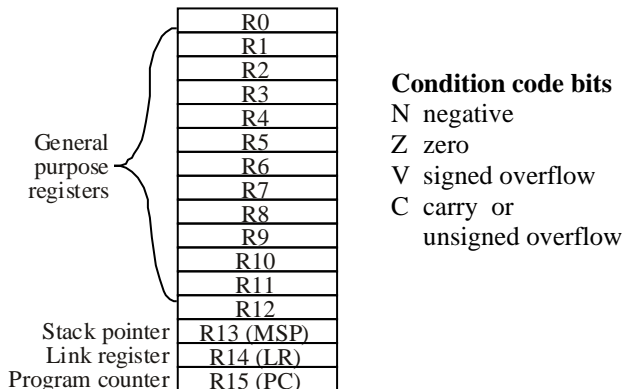 R0
R1
R2
R3
R4
R5
R6
R7
R8
R9
R10
R11
R12
R13 (MSP)
R14 (LR)
R15 (PC)
General
purpose
registers
Stack pointer
Link register
Program counter
Condition code bits
N negative
Z zero
V signed overflow
C carry or
unsigned overflow